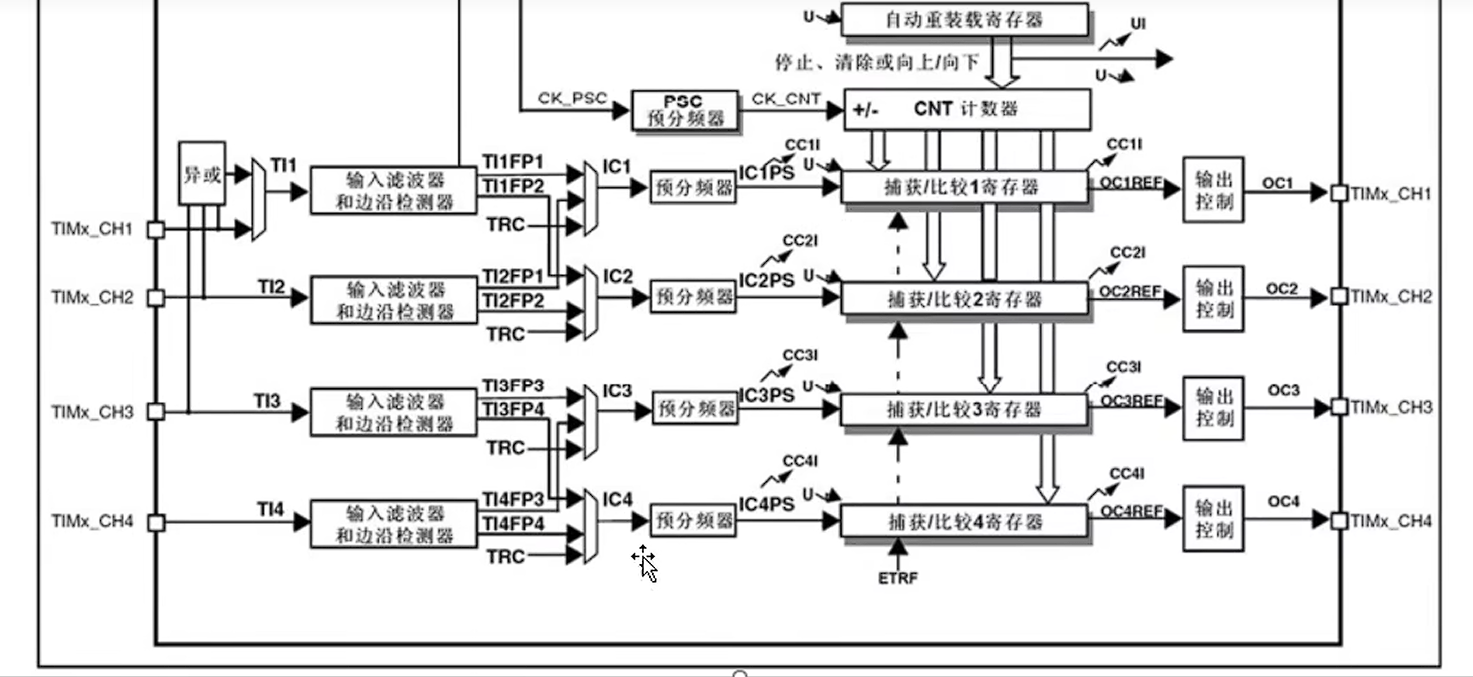 U
自动重装载寄存器
UI
停止、清除或向上/向下
U
CK_PSC
PSC
预分频器
CK_CNT
+/-
CNT 计数器
异或
TI1
输入滤波器
和边沿检测器
TI1FP1
TI1FP2
TRC
IC1
预分频器
IC1PS
CC1I
U
捕获/比较1寄存器
CC1I
OC1REF
输出
控制
OC1
TIMx_CH1
TIMx_CH1
TIMx_CH2
TI2
输入滤波器
和边沿检测器
TI2FP1
TI2FP2
TRC
IC2
预分频器
IC2PS
CC2I
U
捕获/比较2寄存器
CC2I
OC2REF
输出
控制
OC2
TIMx_CH2
TIMx_CH3
TI3
输入滤波器
和边沿检测器
TI3FP3
TI3FP4
TRC
IC3
预分频器
IC3PS
CC3I
U
捕获/比较3寄存器
CC3I
OC3REF
输出
控制
OC3
TIMx_CH3
TIMx_CH4
TI4
输入滤波器
和边沿检测器
TI4FP3
TI4FP4
TRC
IC4
预分频器
IC4PS
CC4I
U
捕获/比较4寄存器
CC4I
OC4REF
输出
控制
OC4
TIMx_CH4
ETRF